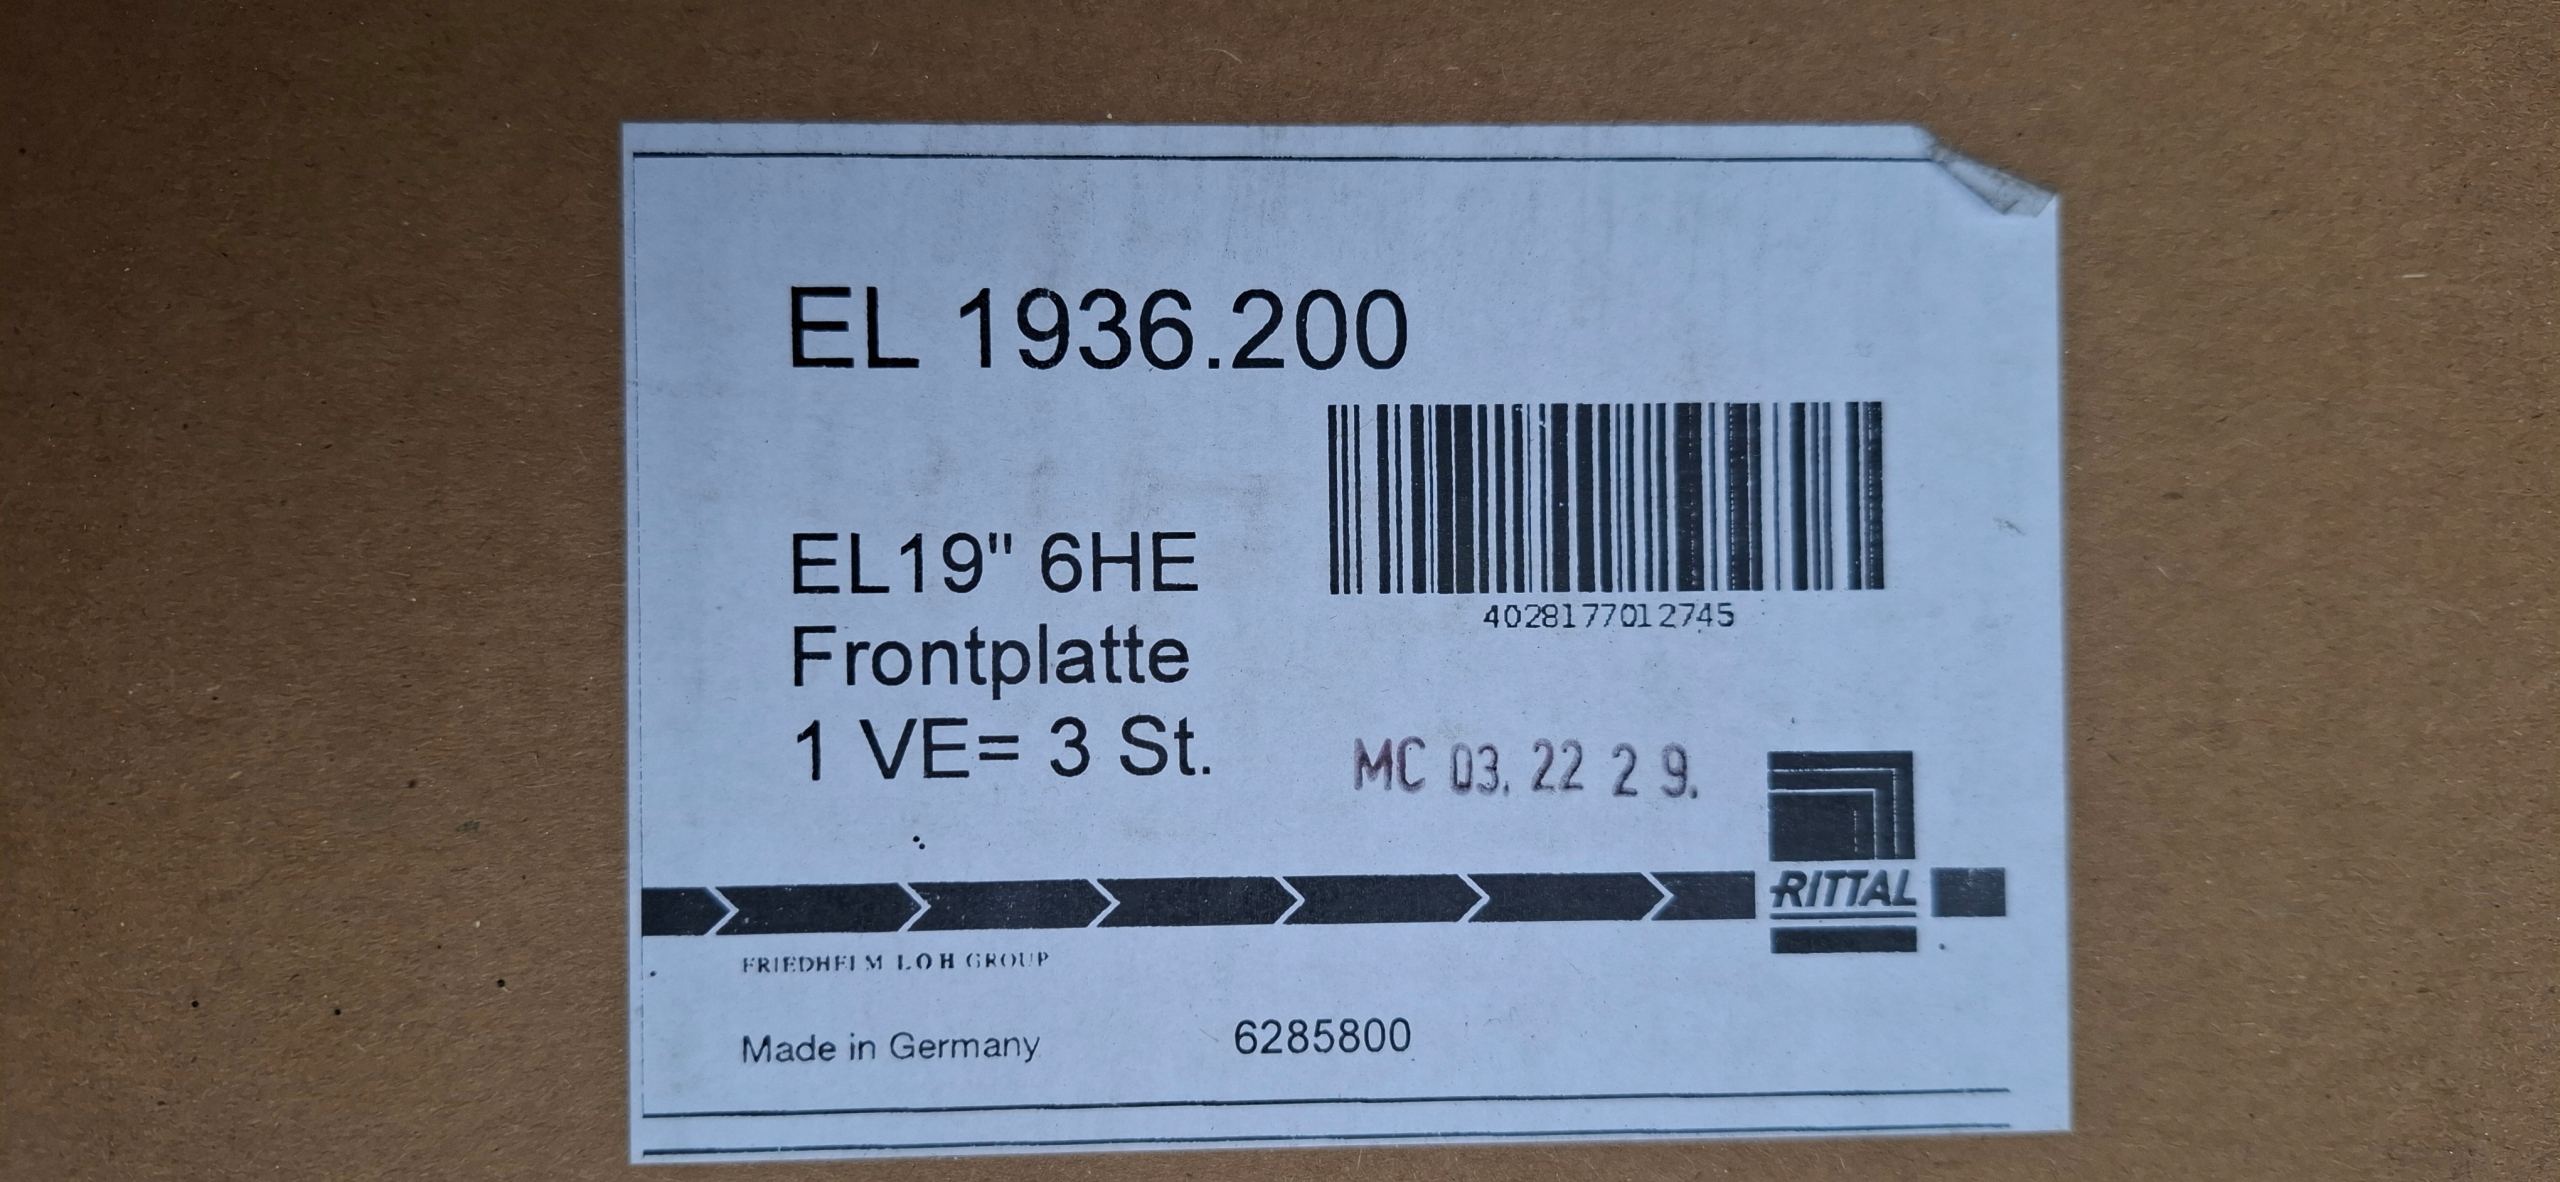 EL 1936.200
4028177012745
EL19" 6HE
Frontplatte
1 VE= 3 St.
MC 03. 22 2 9.
RITTAL
FRIEDHELM LOH GROUP
Made in Germany
6285800